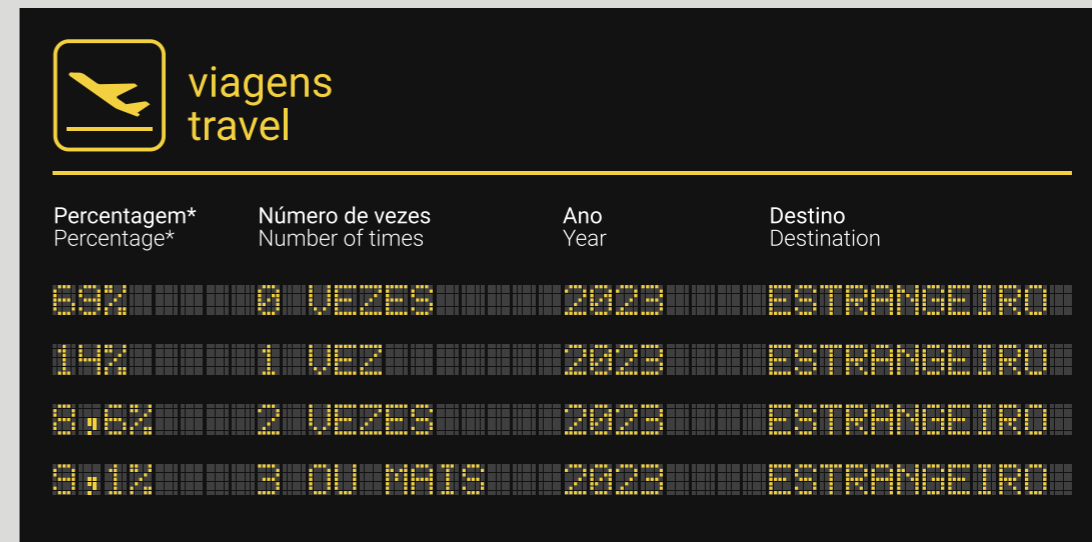 viagens
travel
Percentagem* Número de vezes Ano Destino
Percentage* Number of times Year Destination
69% 0 VEZES 2023 ESTRANGEIRO
14% 1 VEZ 2023 ESTRANGEIRO
8,6% 2 VEZES 2023 ESTRANGEIRO
9,1% 3 OU MAIS 2023 ESTRANGEIRO